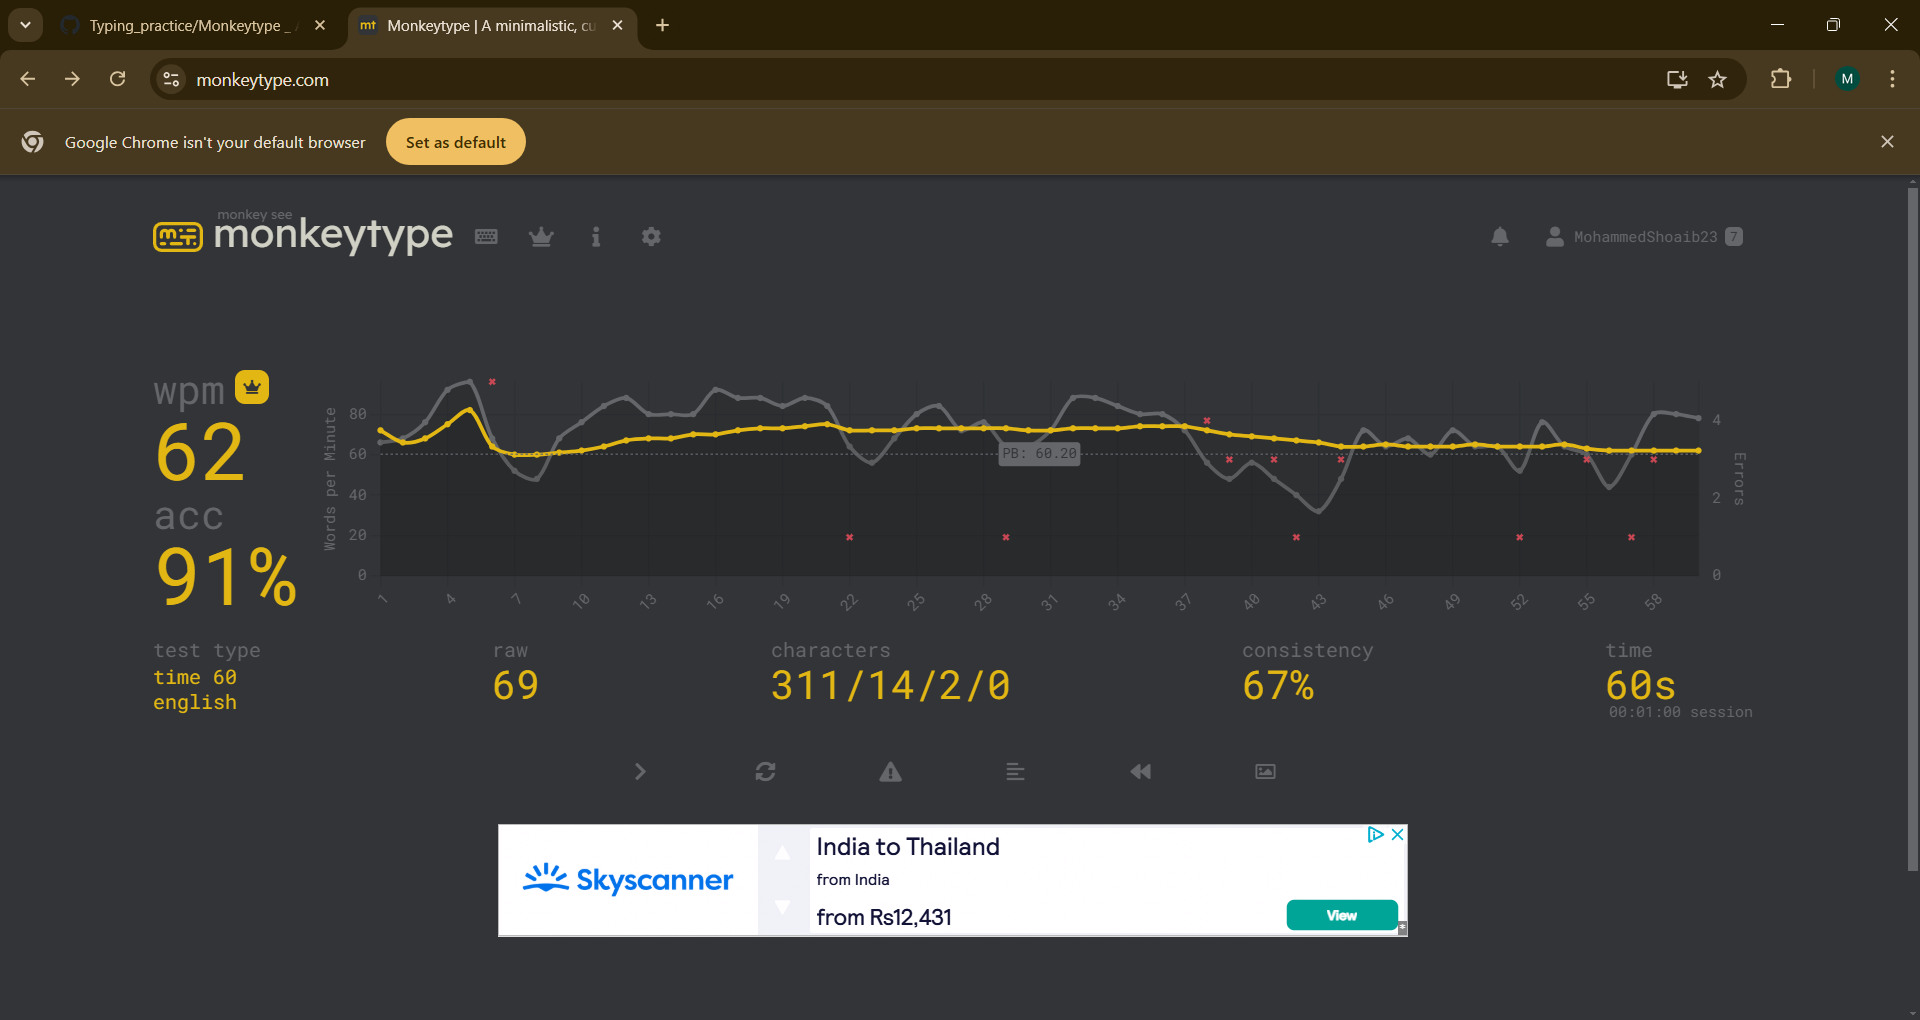 Typing_practice/Monkeytype _
Monkeytype | A minimalistic, cu
monkeytype.com
M
Google Chrome isn't your default browser
Set as default
monkey see
monkeytype
MohammedShoaib23 7
wpm
62
acc
91%
Words per Minute
80
60
40
20
0
PB: 60.20
4
2
0
Errors
1 4 7 10 13 16 19 22 25 28 31 34 37 40 43 46 49 52 55 58
test type
time 60
english
raw
69
characters
311/14/2/0
consistency
67%
time
60s
00:01:00 session
Skyscanner
India to Thailand
from India
from Rs12,431
View